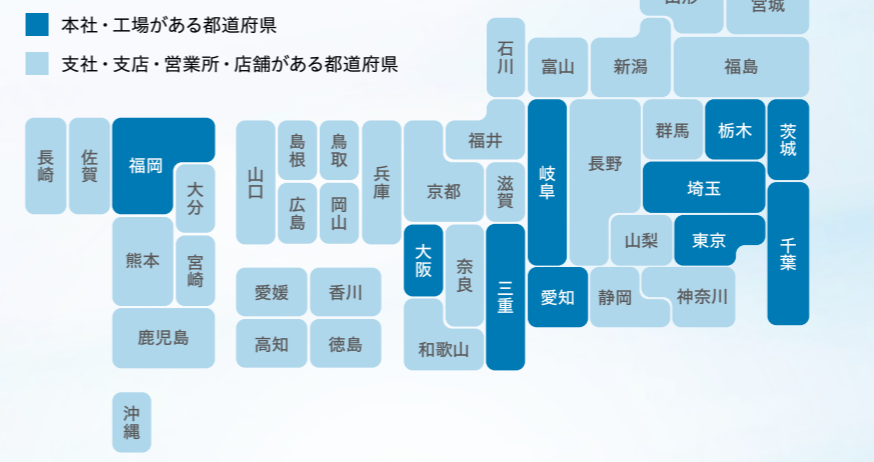 本社・工場がある都道府県
支社・支店・営業所・店舗がある都道府県
山形
宮城
石川
富山
新潟
福島
長崎
佐賀
福岡
大分
熊本
宮崎
鹿児島
沖縄
山口
島根
鳥取
広島
岡山
兵庫
京都
福井
滋賀
大阪
奈良
三重
和歌山
愛媛
香川
高知
徳島
岐阜
長野
群馬
栃木
茨城
埼玉
山梨
東京
千葉
愛知
静岡
神奈川